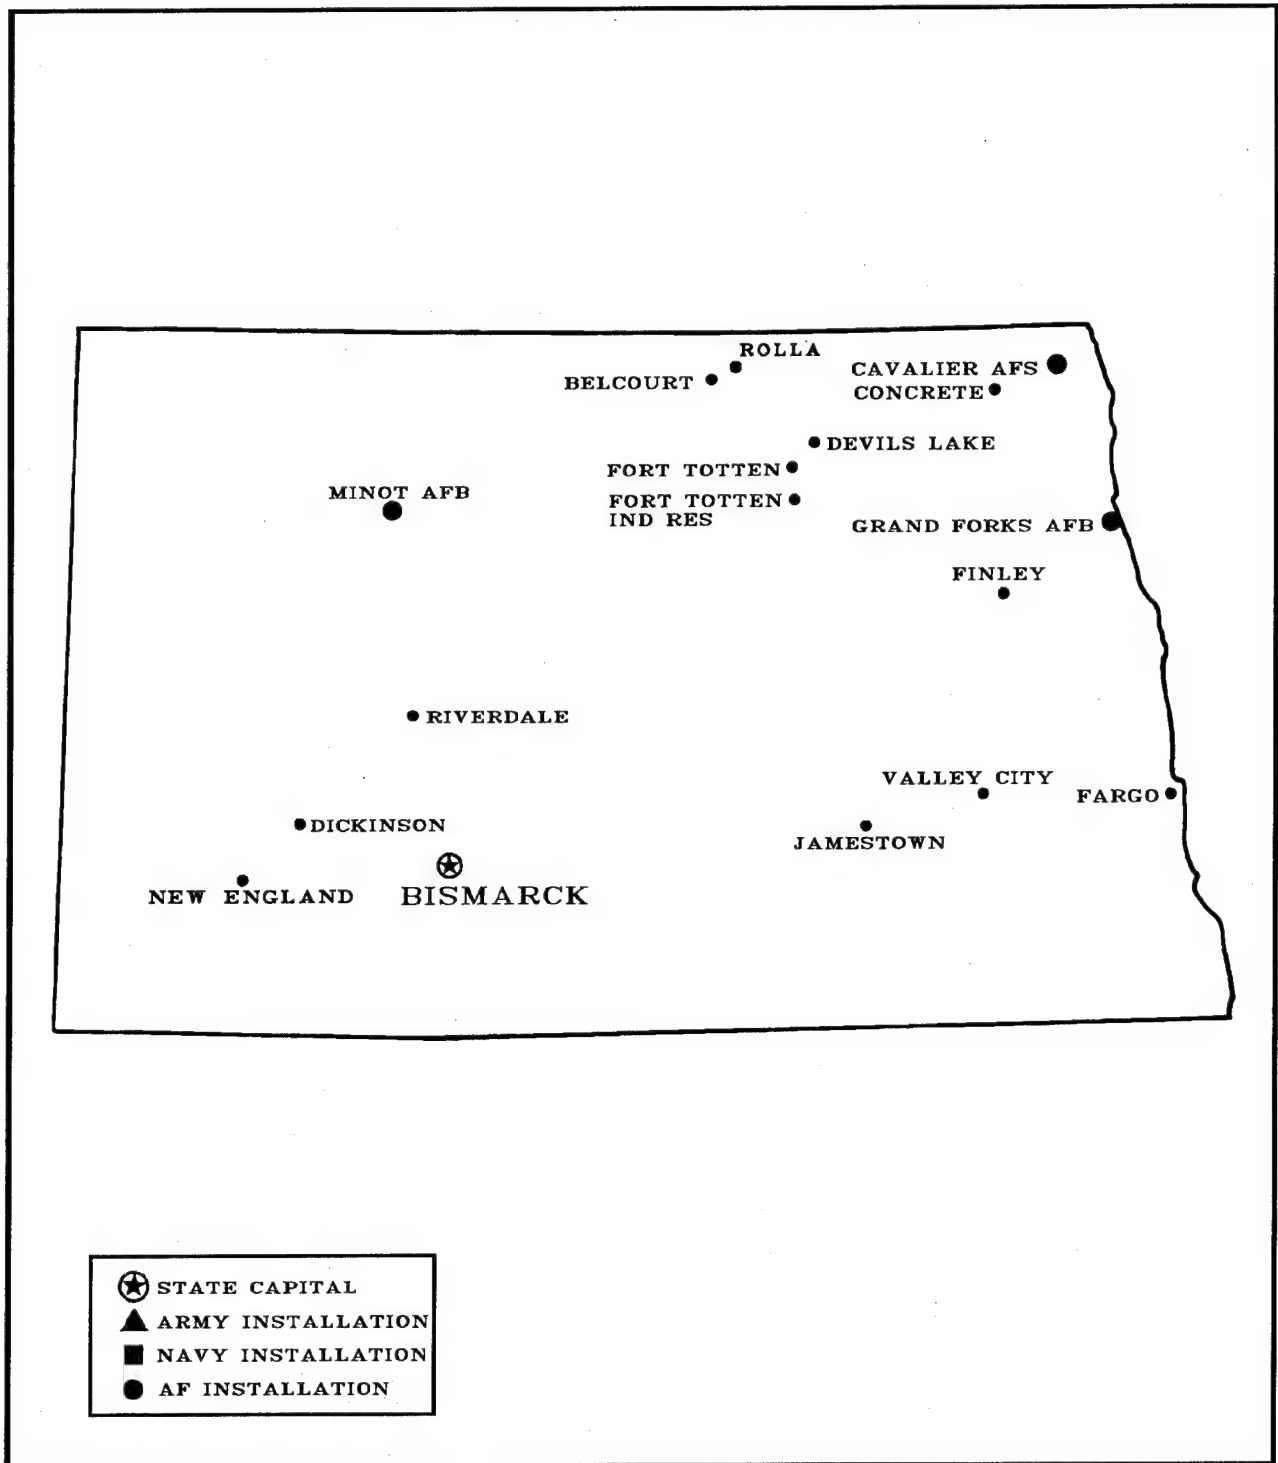 ROLLA
BELCOURT
CAVALIER AFS
CONCRETE
DEVILS LAKE
FORT TOTTEN
MINOT AFB
FORT TOTTEN
IND RES
GRAND FORKS AFB
FINLEY
RIVERDALE
VALLEY CITY
FARGO
DICKINSON
JAMESTOWN
NEW ENGLAND
BISMARCK
STATE CAPITAL
ARMY INSTALLATION
NAVY INSTALLATION
AF INSTALLATION